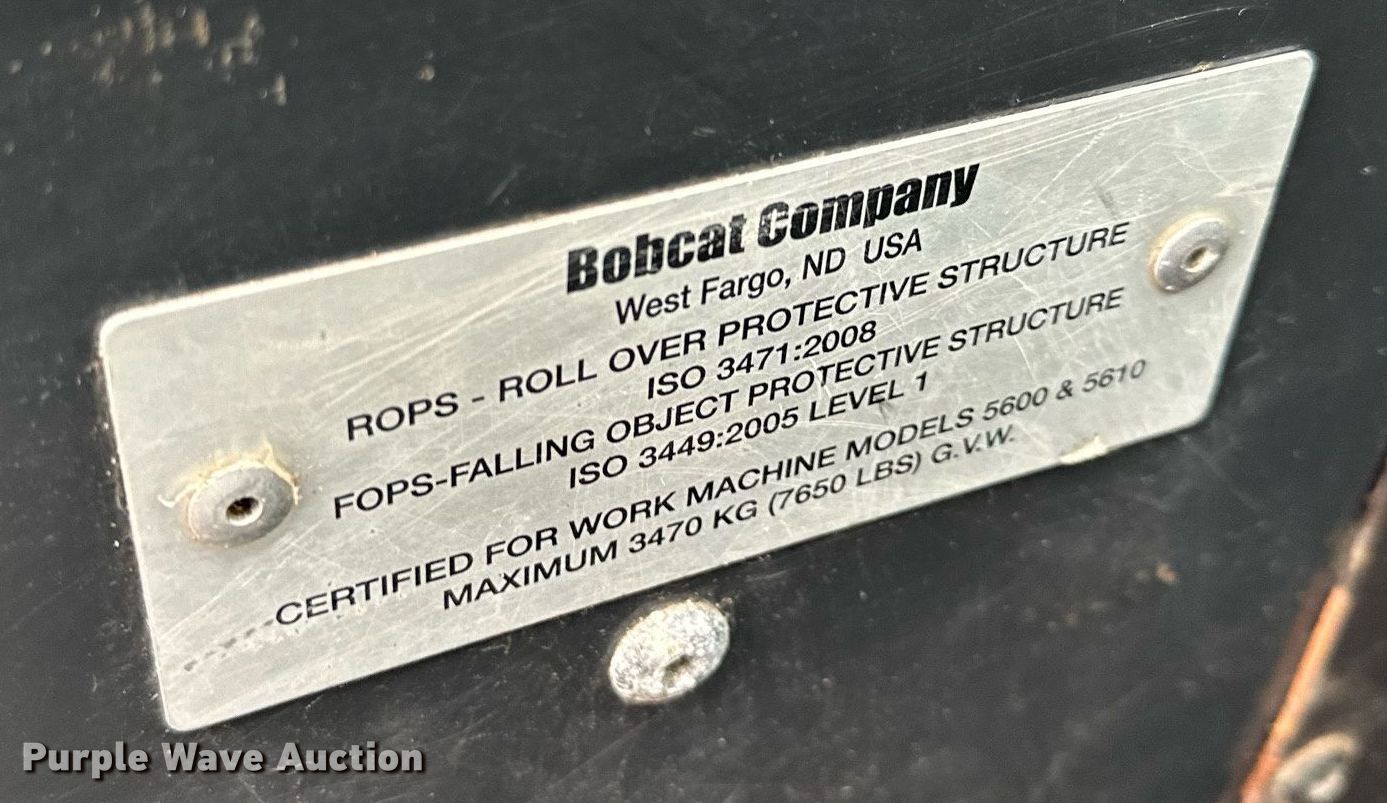 Bobcat Company
West Fargo, ND USA
ROPS - ROLL OVER PROTECTIVE STRUCTURE
ISO 3471:2008
FOPS-FALLING OBJECT PROTECTIVE STRUCTURE
ISO 3449:2005 LEVEL 1
CERTIFIED FOR WORK MACHINE MODELS 5600 & 5610
MAXIMUM 3470 KG (7650 LBS) G.V.W.
Purple Wave Auction